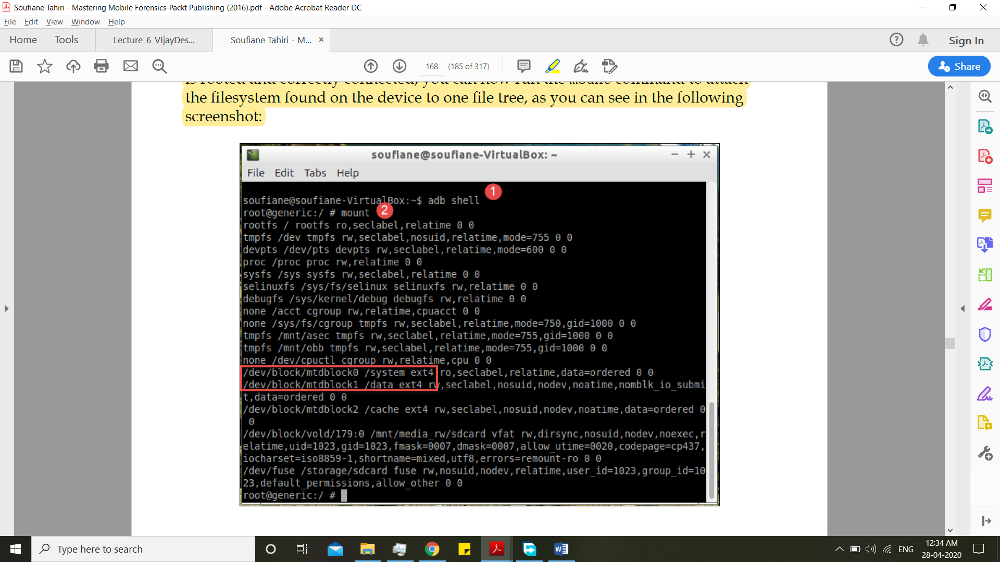 Soufiane Tahiri - Mastering Mobile Forensics-Packt Publishing (2016).pdf - Adobe Acrobat Reader DC
File Edit View Window Help
Home Tools Lecture_6_VIjayDes... Soufiane Tahiri - M... Sign In
168 (185 of 317) Share
is rooted and correctly connected, you can now run the mount command to attach
the filesystem found on the device to one file tree, as you can see in the following
screenshot:
soufiane@soufiane-VirtualBox: ~
File Edit Tabs Help
soufiane@soufiane-VirtualBox:~$ adb shell 1
root@generic:/ # mount 2
rootfs / rootfs ro,seclabel,relatime 0 0
tmpfs /dev tmpfs rw,seclabel,nosuid,relatime,mode=755 0 0
devpts /dev/pts devpts rw,seclabel,relatime,mode=600 0 0
proc /proc proc rw,relatime 0 0
sysfs /sys sysfs rw,seclabel,relatime 0 0
selinuxfs /sys/fs/selinux selinuxfs rw,relatime 0 0
debugfs /sys/kernel/debug debugfs rw,relatime 0 0
none /acct cgroup rw,relatime,cpuacct 0 0
none /sys/fs/cgroup tmpfs rw,seclabel,relatime,mode=750,gid=1000 0 0
tmpfs /mnt/asec tmpfs rw,seclabel,relatime,mode=755,gid=1000 0 0
tmpfs /mnt/obb tmpfs rw,seclabel,relatime,mode=755,gid=1000 0 0
none /dev/cpuctl cgroup rw,relatime,cpu 0 0
/dev/block/mtdblock0 /system ext4 ro,seclabel,relatime,data=ordered 0 0
/dev/block/mtdblock1 /data ext4 rw,seclabel,nosuid,nodev,noatime,nomblk_io_submi
t,data=ordered 0 0
/dev/block/mtdblock2 /cache ext4 rw,seclabel,nosuid,nodev,noatime,data=ordered 0
0
/dev/block/vold/179:0 /mnt/media_rw/sdcard vfat rw,dirsync,nosuid,nodev,noexec,r
elatime,uid=1023,gid=1023,fmask=0007,dmask=0007,allow_utime=0020,codepage=cp437,
iocharset=iso8859-1,shortname=mixed,utf8,errors=remount-ro 0 0
/dev/fuse /storage/sdcard fuse rw,nosuid,nodev,relatime,user_id=1023,group_id=10
23,default_permissions,allow_other 0 0
root@generic:/ #
Type here to search
ENG
12:34 AM
28-04-2020